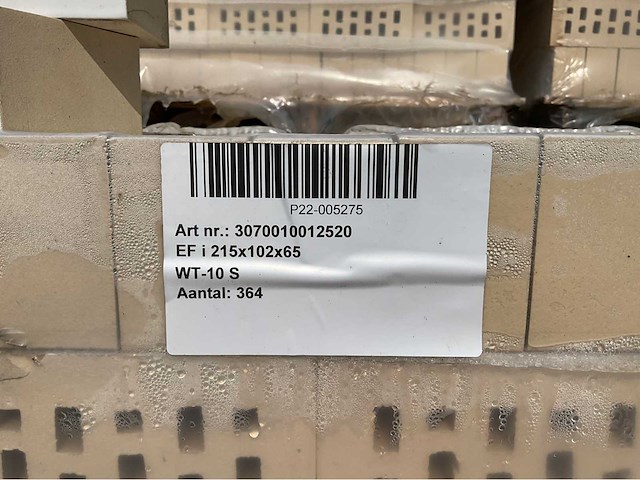 P22-005275
Art nr.: 3070010012520
EF i 215x102x65
WT-10 S
Aantal: 364